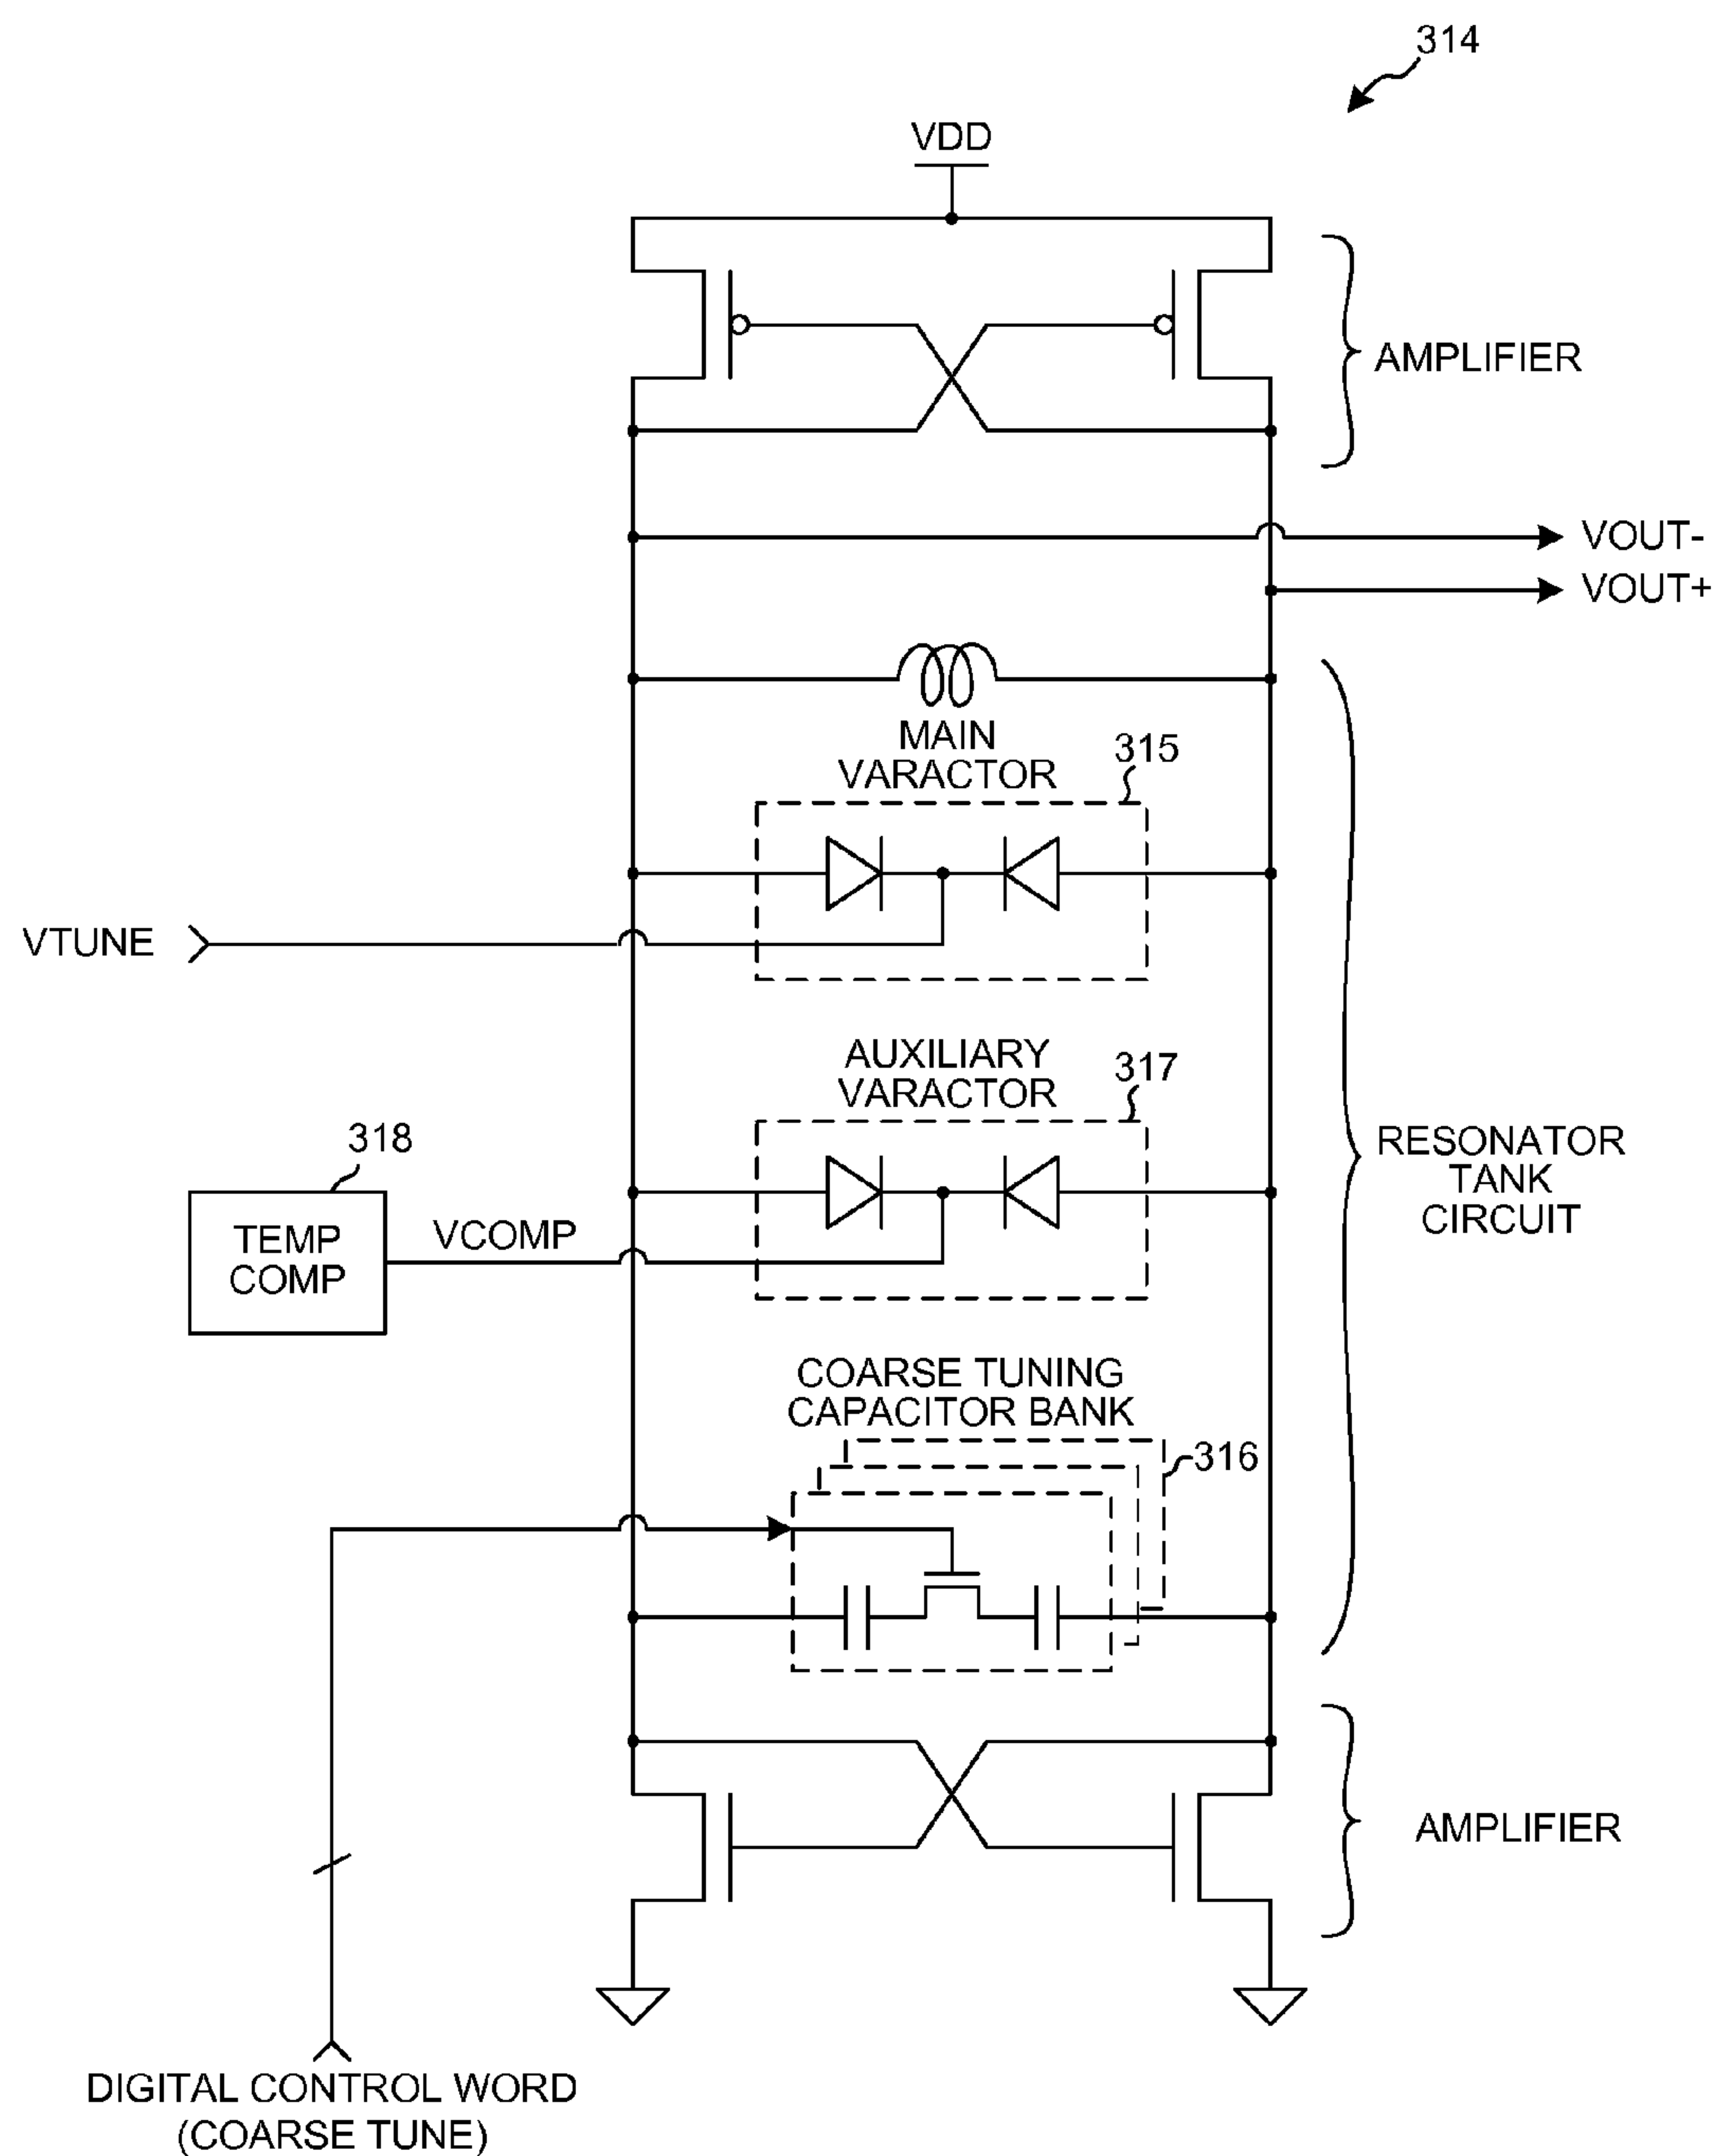 314
VDD
AMPLIFIER
VOUT-
VOUT+
MAIN
VARACTOR
315
VTUNE
AUXILIARY
VARACTOR
317
318
TEMP
COMP
VCOMP
RESONATOR
TANK
CIRCUIT
COARSE TUNING
CAPACITOR BANK
316
AMPLIFIER
DIGITAL CONTROL WORD
(COARSE TUNE)